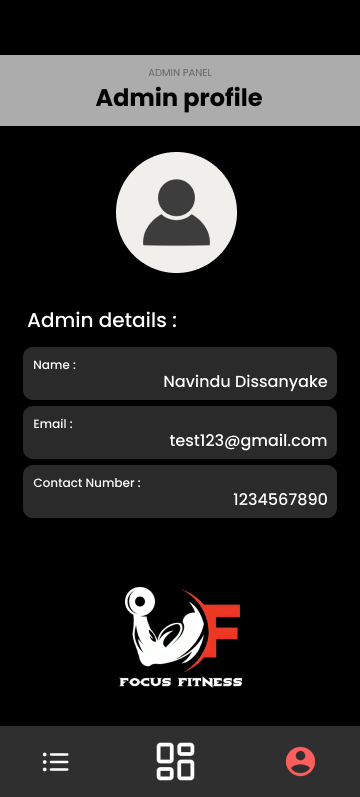 ADMIN PANEL
Admin profile
Admin details :
Name :
Navindu Dissanyake
Email :
test123@gmail.com
Contact Number :
1234567890
F
FOCUS FITNESS